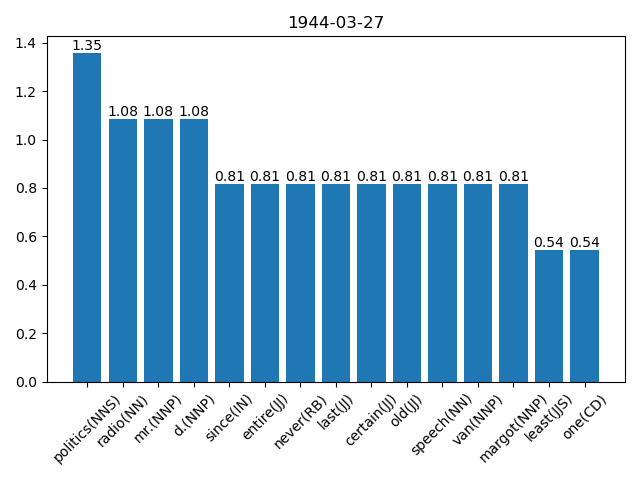 1944-03-27
1.4
1.2
1.0
0.8
0.6
0.4
0.2
0.0
1.35
1.08
1.08
1.08
0.81
0.81
0.81
0.81
0.81
0.81
0.81
0.81
0.81
0.54
0.54
politics(NNS)
radio(NN)
mr.(NNP)
d.(NNP)
since(IN)
entire(JJ)
never(RB)
last(JJ)
certain(JJ)
old(JJ)
speech(NN)
van(NNP)
margot(NNP)
least(JJS)
one(CD)